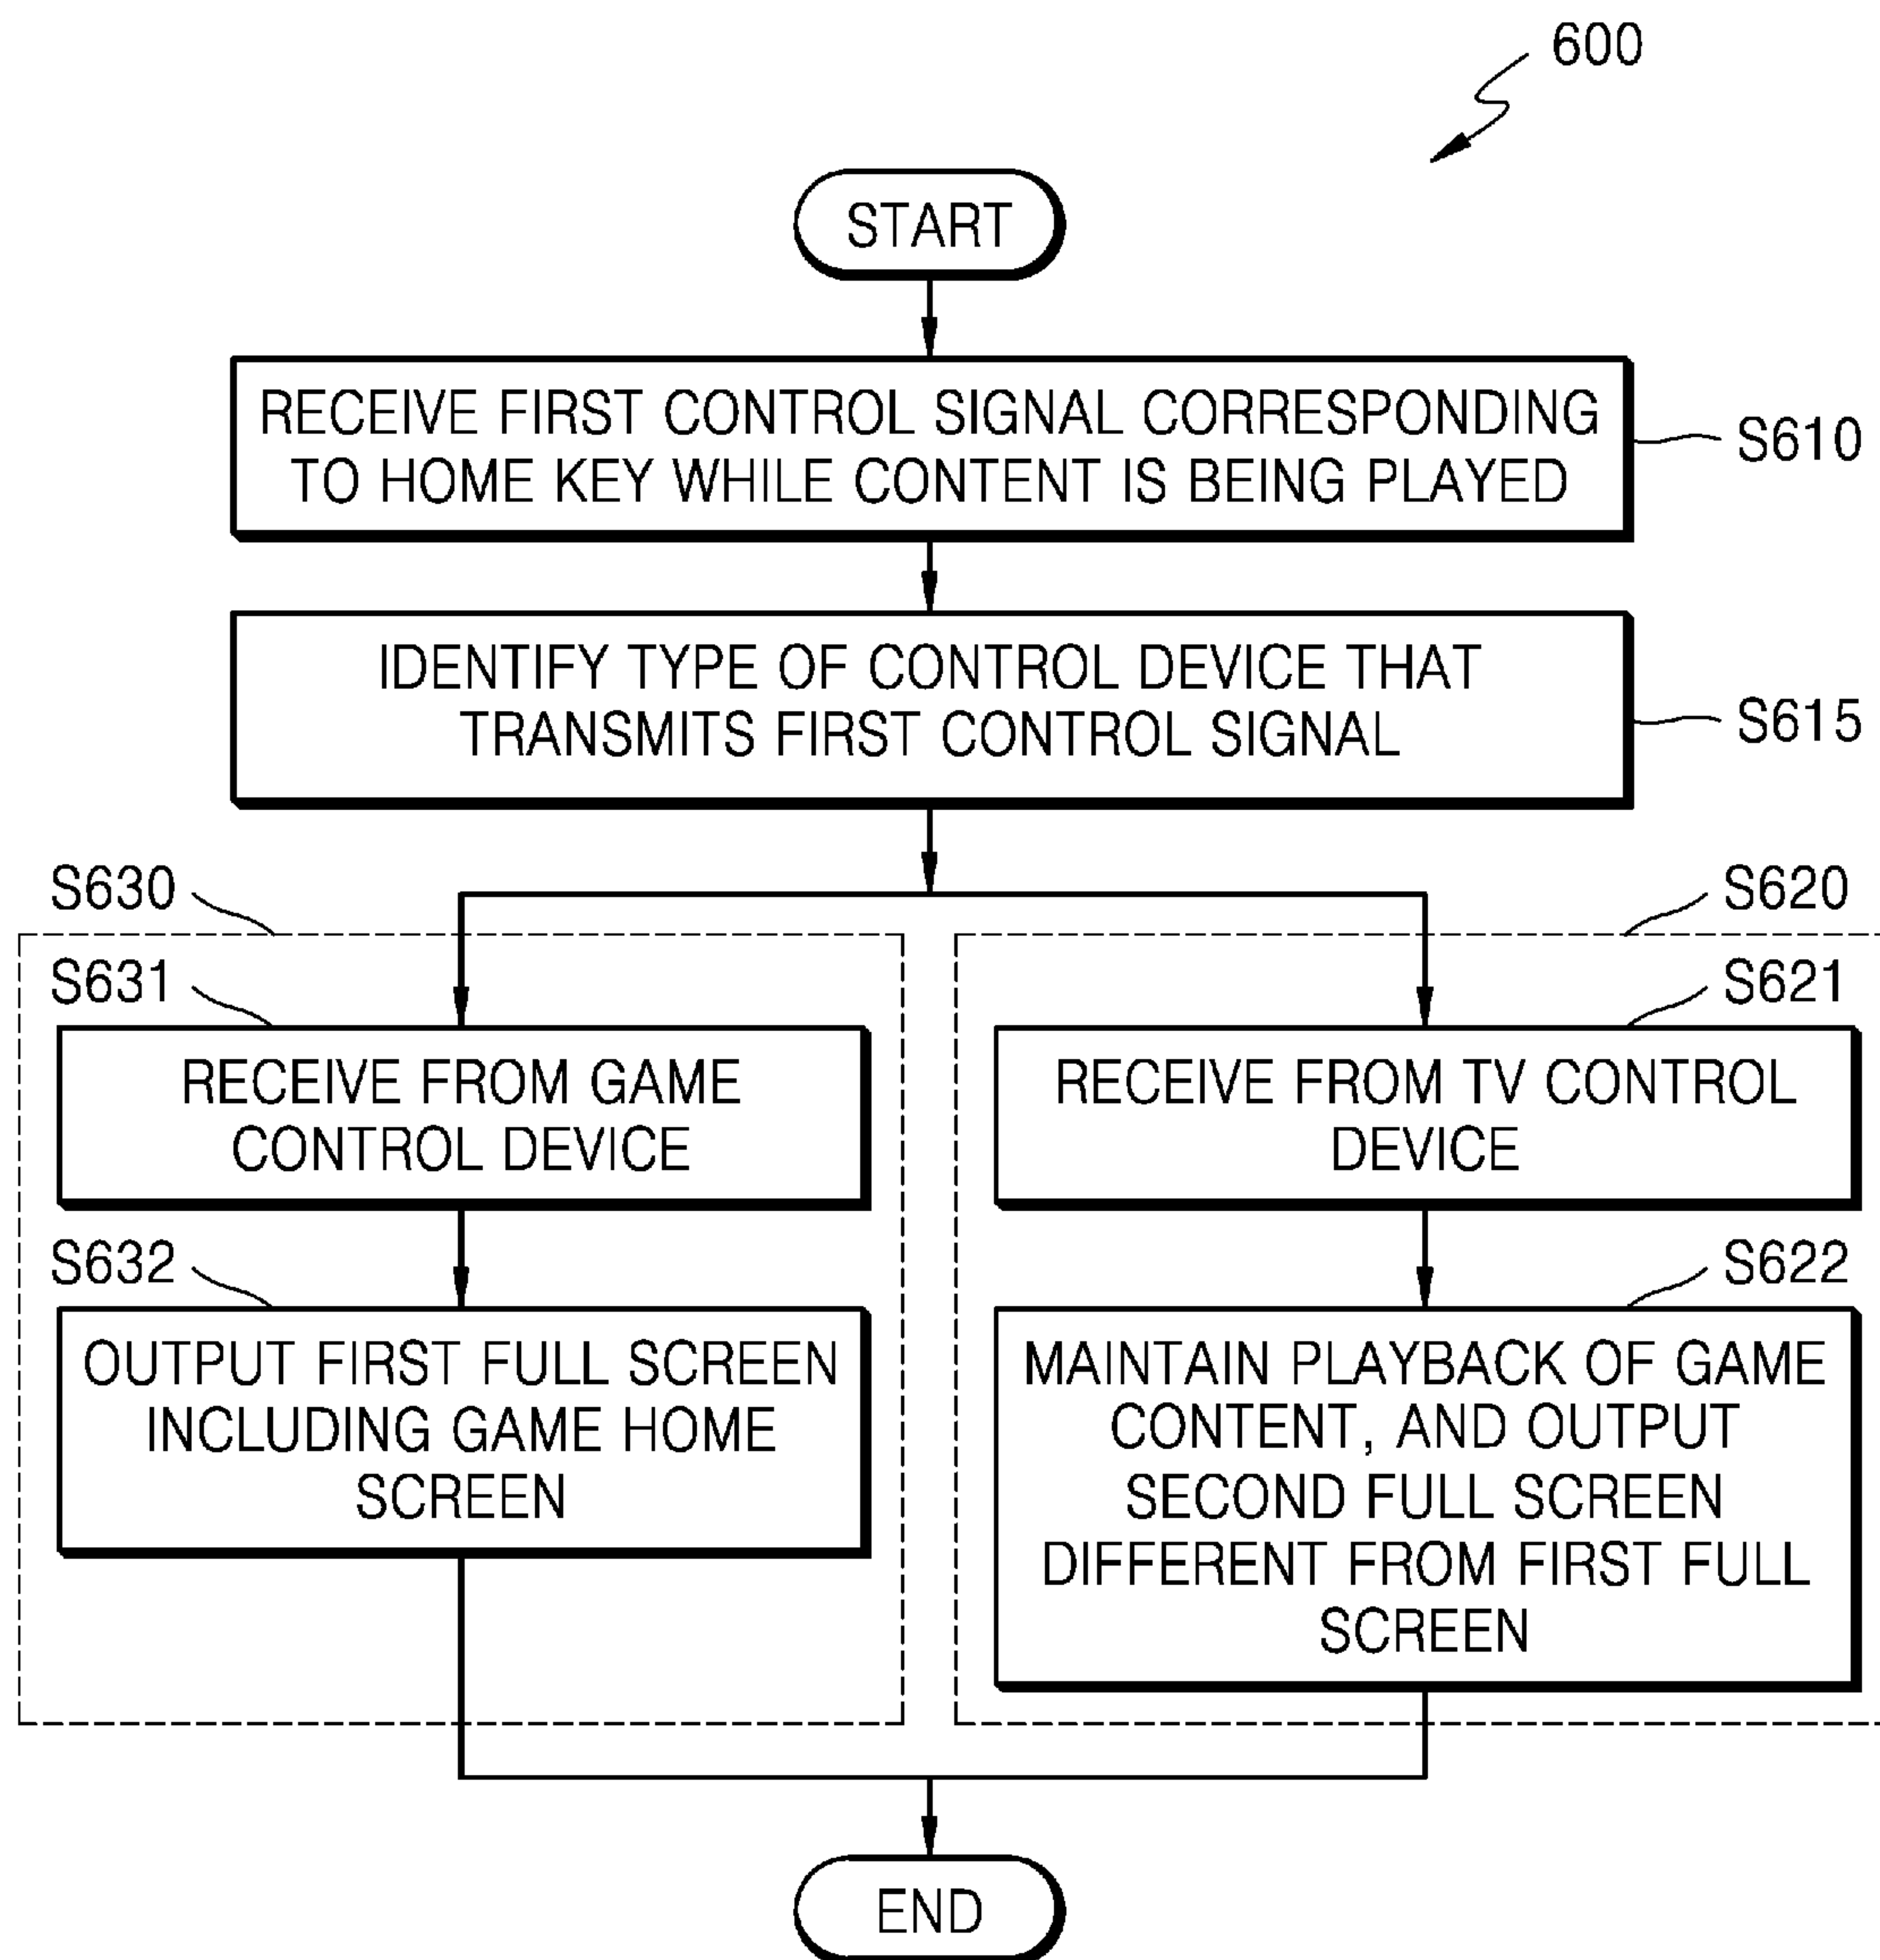 600
START
RECEIVE FIRST CONTROL SIGNAL CORRESPONDING
TO HOME KEY WHILE CONTENT IS BEING PLAYED
S610
IDENTIFY TYPE OF CONTROL DEVICE THAT
TRANSMITS FIRST CONTROL SIGNAL
S615
S630
S620
S631
S621
RECEIVE FROM GAME
CONTROL DEVICE
RECEIVE FROM TV CONTROL
DEVICE
S632
S622
OUTPUT FIRST FULL SCREEN
INCLUDING GAME HOME
SCREEN
MAINTAIN PLAYBACK OF GAME
CONTENT, AND OUTPUT
SECOND FULL SCREEN
DIFFERENT FROM FIRST FULL
SCREEN
END